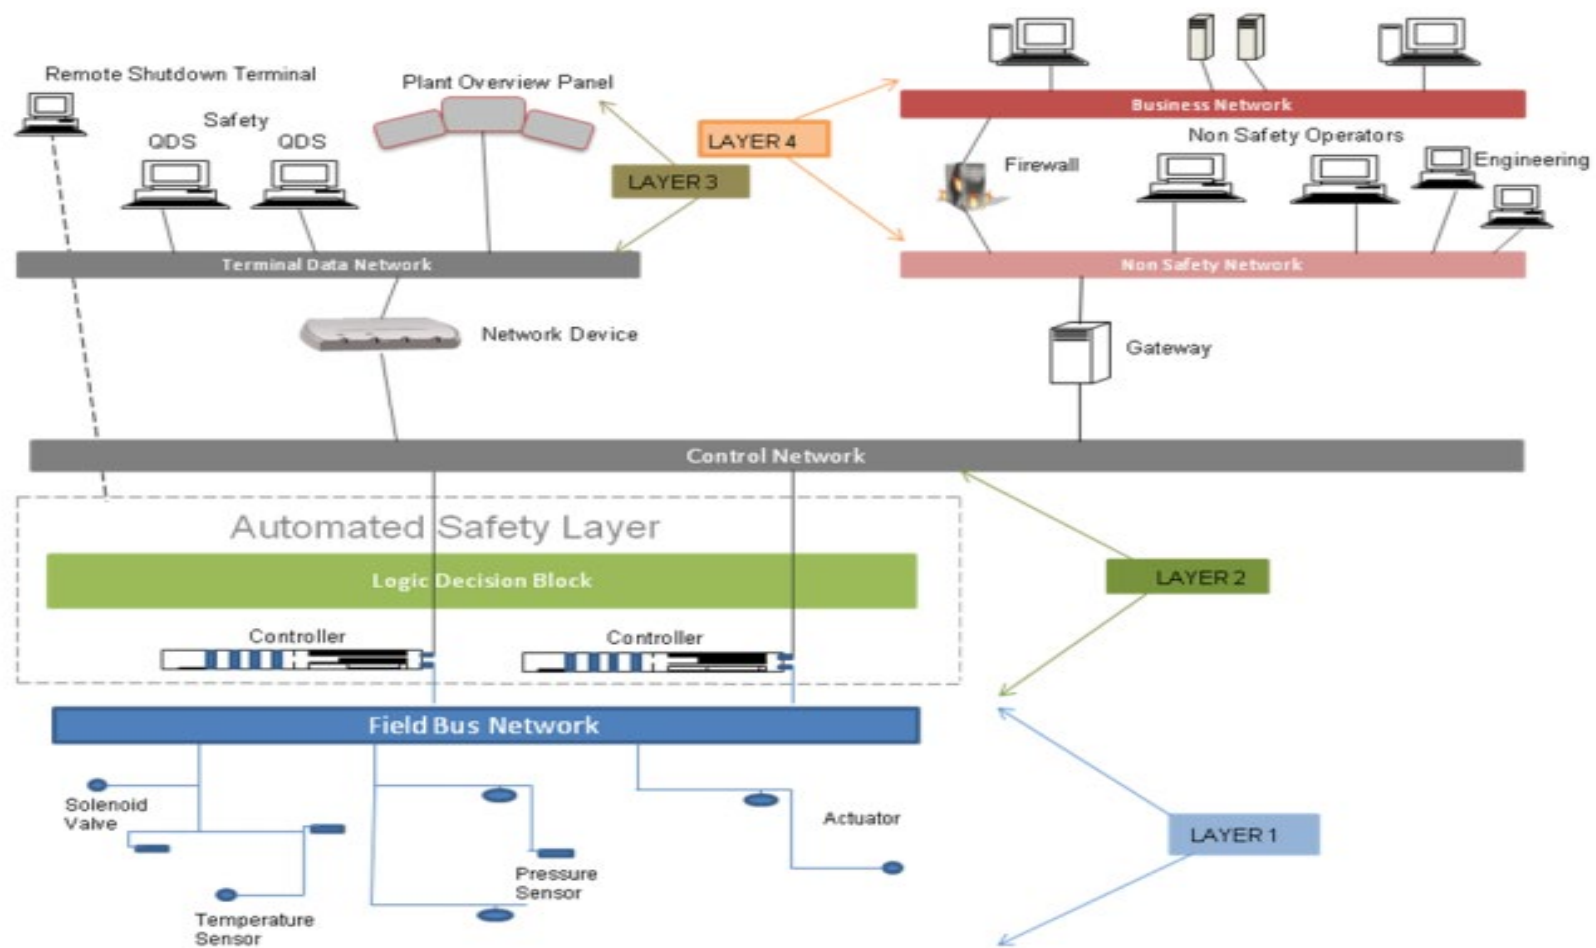 Remote Shutdown Terminal
Plant Overview Panel
Safety
QDS
QDS
LAYER 4
LAYER 3
Business Network
Non Safety Operators
Firewall
Engineering
Terminal Data Network
Non Safety Network
Network Device
Gateway
Control Network
Automated Safety Layer
Logic Decision Block
LAYER 2
Controller
Controller
Field Bus Network
Solenoid
Valve
Actuator
LAYER 1
Pressure
Sensor
Temperature
Sensor